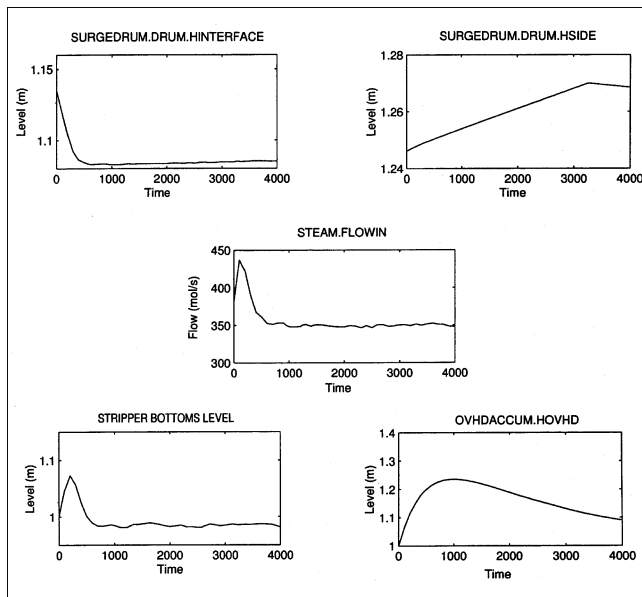 SURGEDRUM.DRUM.HINTERFACE
1.15
1.1
Level (m)
0 1000 2000 3000 4000
Time
SURGEDRUM.DRUM.HSIDE
1.28
1.26
1.24
Level (m)
0 1000 2000 3000 4000
Time
STEAM.FLOWIN
450
400
350
300
Flow (mol/s)
0 1000 2000 3000 4000
Time
STRIPPER BOTTOMS LEVEL
1.1
1
Level (m)
0 1000 2000 3000 4000
Time
OVHDACCUM.HOVHD
1.4
1.3
1.2
1.1
1
Level (m)
0 1000 2000 3000 4000
Time